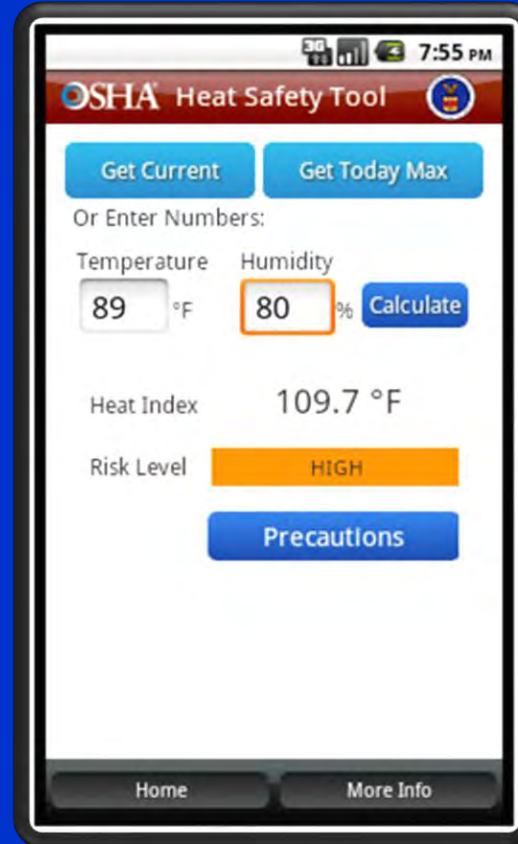 3G 7:55 PM
OSHA Heat Safety Tool
Get Current Get Today Max
Or Enter Numbers:
Temperature Humidity
89 °F 80 % Calculate
Heat Index 109.7 °F
Risk Level HIGH
Precautions
Home More Info